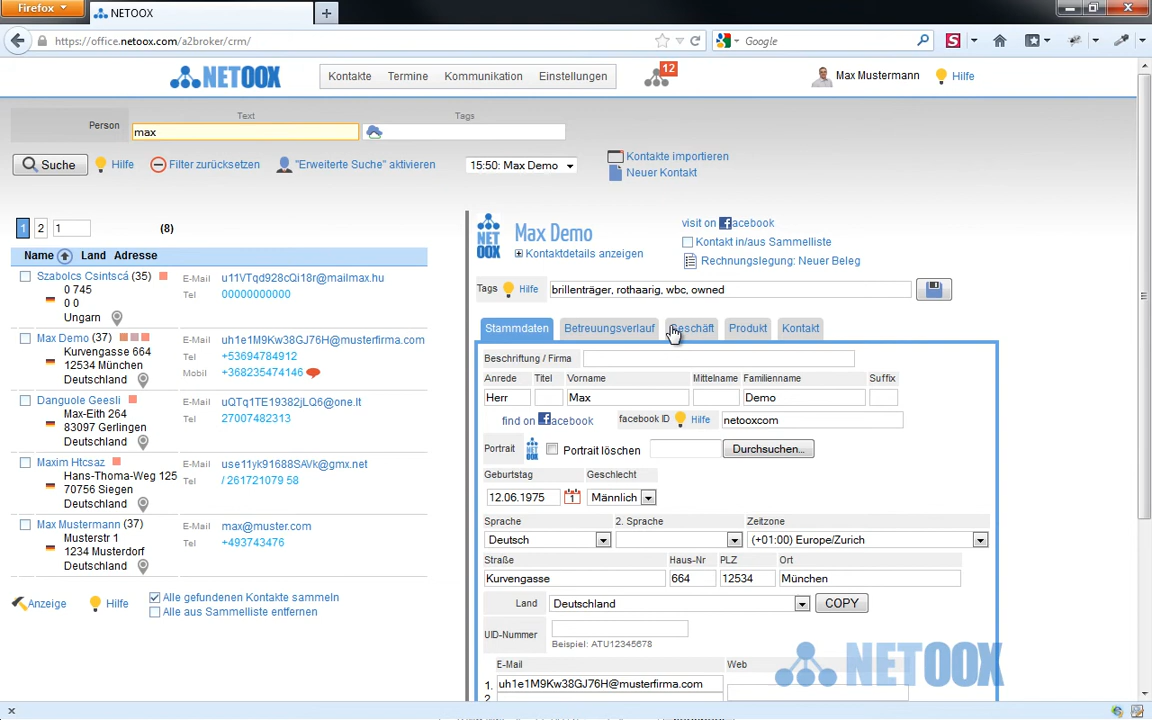 Firefox
NETOOX
https://office.netoox.com/a2broker/crm/
Google
NETOOX
Kontakte Termine Kommunikation Einstellungen
12
Max Mustermann
Hilfe
Text Tags
Person max
Suche
Hilfe
Filter zurücksetzen
"Erweiterte Suche" aktivieren
15:50: Max Demo
Kontakte importieren
Neuer Kontakt
1 2 1 (8)
Name Land Adresse
Szabolcs Csintscá (35)
0 745
0 0
Ungarn
E-Mail u11VTqd928cQi18r@mailmax.hu
Tel 00000000000
Max Demo (37)
Kurvengasse 664
12534 München
Deutschland
E-Mail uh1e1M9Kw38GJ76H@musterfirma.com
Tel +53694784912
Mobil +368235474146
Danguole Geesli
Max-Eith 264
83097 Gerlingen
Deutschland
E-Mail uQTq1TE19382jLQ6@one.lt
Tel 27007482313
Maxim Htcsaz
Hans-Thoma-Weg 125
70756 Siegen
Deutschland
E-Mail use11yk91688SAVk@gmx.net
Tel / 261721079 58
Max Mustermann (37)
Musterstr 1
1234 Musterdorf
Deutschland
E-Mail max@muster.com
Tel +493743476
Anzeige
Hilfe
Alle gefundenen Kontakte sammeln
Alle aus Sammelliste entfernen
NET
OOX
Max Demo
Kontaktdetails anzeigen
visit on facebook
Kontakt in/aus Sammelliste
Rechnungslegung: Neuer Beleg
Tags Hilfe brillenträger, rothaarig, wbc, owned
Stammdaten Betreuungsverlauf Geschäft Produkt Kontakt
Beschriftung / Firma
Anrede Titel Vorname Mittelname Familienname Suffix
Herr Max Demo
find on facebook facebook ID Hilfe netooxcom
Portrait Portrait löschen Durchsuchen...
Geburtstag Geschlecht
12.06.1975 1 Männlich
Sprache 2. Sprache Zeitzone
Deutsch (+01:00) Europe/Zurich
Straße Haus-Nr PLZ Ort
Kurvengasse 664 12534 München
Land Deutschland COPY
UID-Nummer
Beispiel: ATU12345678
E-Mail Web
1. uh1e1M9Kw38GJ76H@musterfirma.com
2
NETOOX